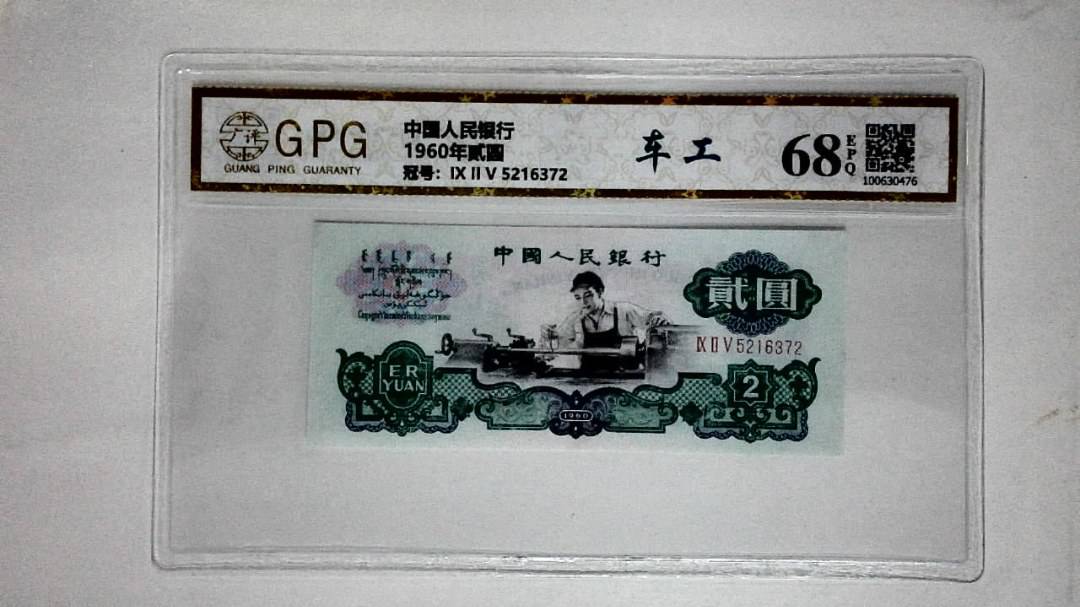 GPG
GUANG PING GUARANTY
中国人民银行
1960年贰圆
冠号: IX II V 5216372
车工
68
EPQ
100630476
中國人民銀行
貳圓
IX II V 5216372
ER
YUAN
1960
2